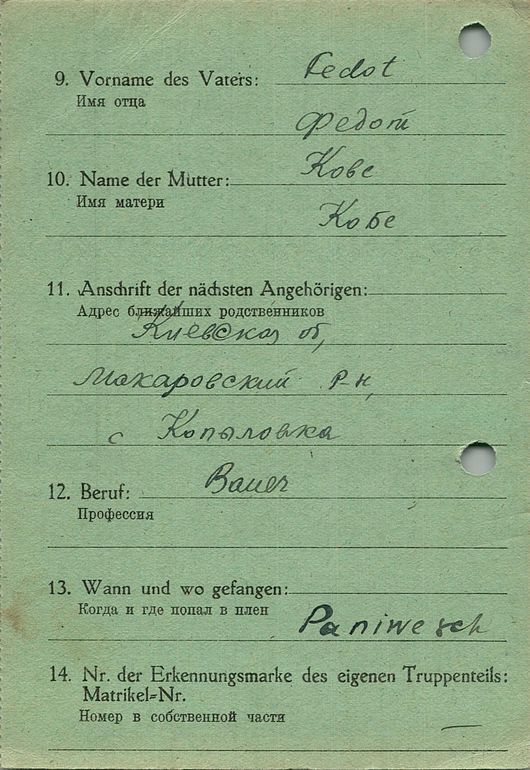 9. Vorname des Vaters: Fedot
Имя отца
Федот
10. Name der Mutter: Kobe
Имя матери
Кобе
11. Anschrift der nächsten Angehörigen:
Адрес ближайших родственников
Киевская об,
Макаровский р-н,
с Копыловка
12. Beruf: Bauer
Профессия
13. Wann und wo gefangen:
Когда и где попал в плен
Paniwesch
14. Nr. der Erkennungsmarke des eigenen Truppenteils:
Matrikel-Nr.
Номер в собственной части
—